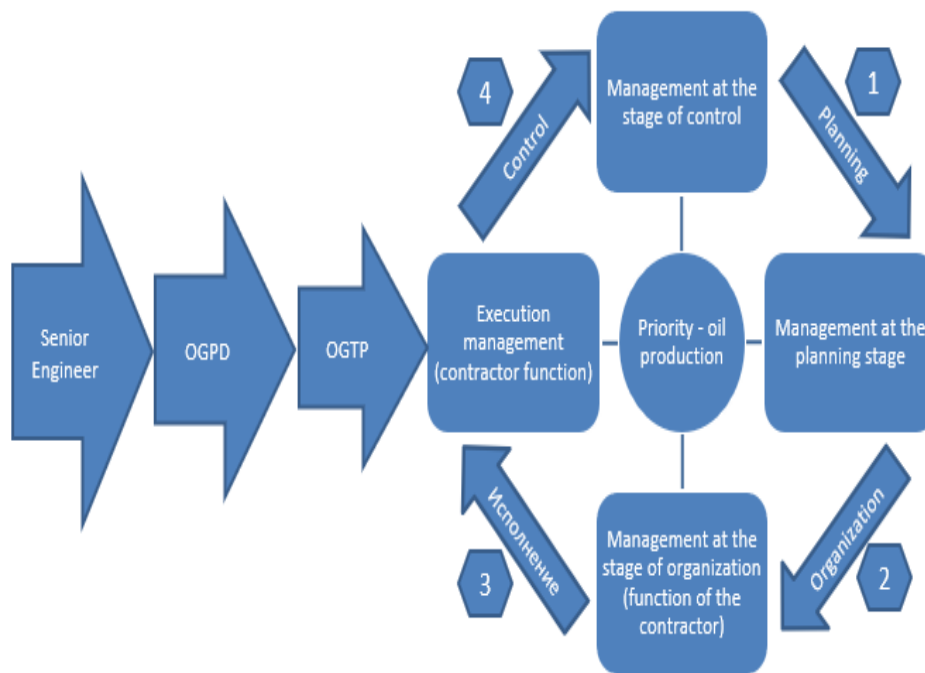 4
Management at the
stage of control
1
Control
Planning
Senior
Engineer
OGPD
OGTP
Execution
management
(contractor function)
Priority - oil
production
Management at the
planning stage
Исполнение
Organization
3
Management at the
stage of organization
(function of the
contractor)
2